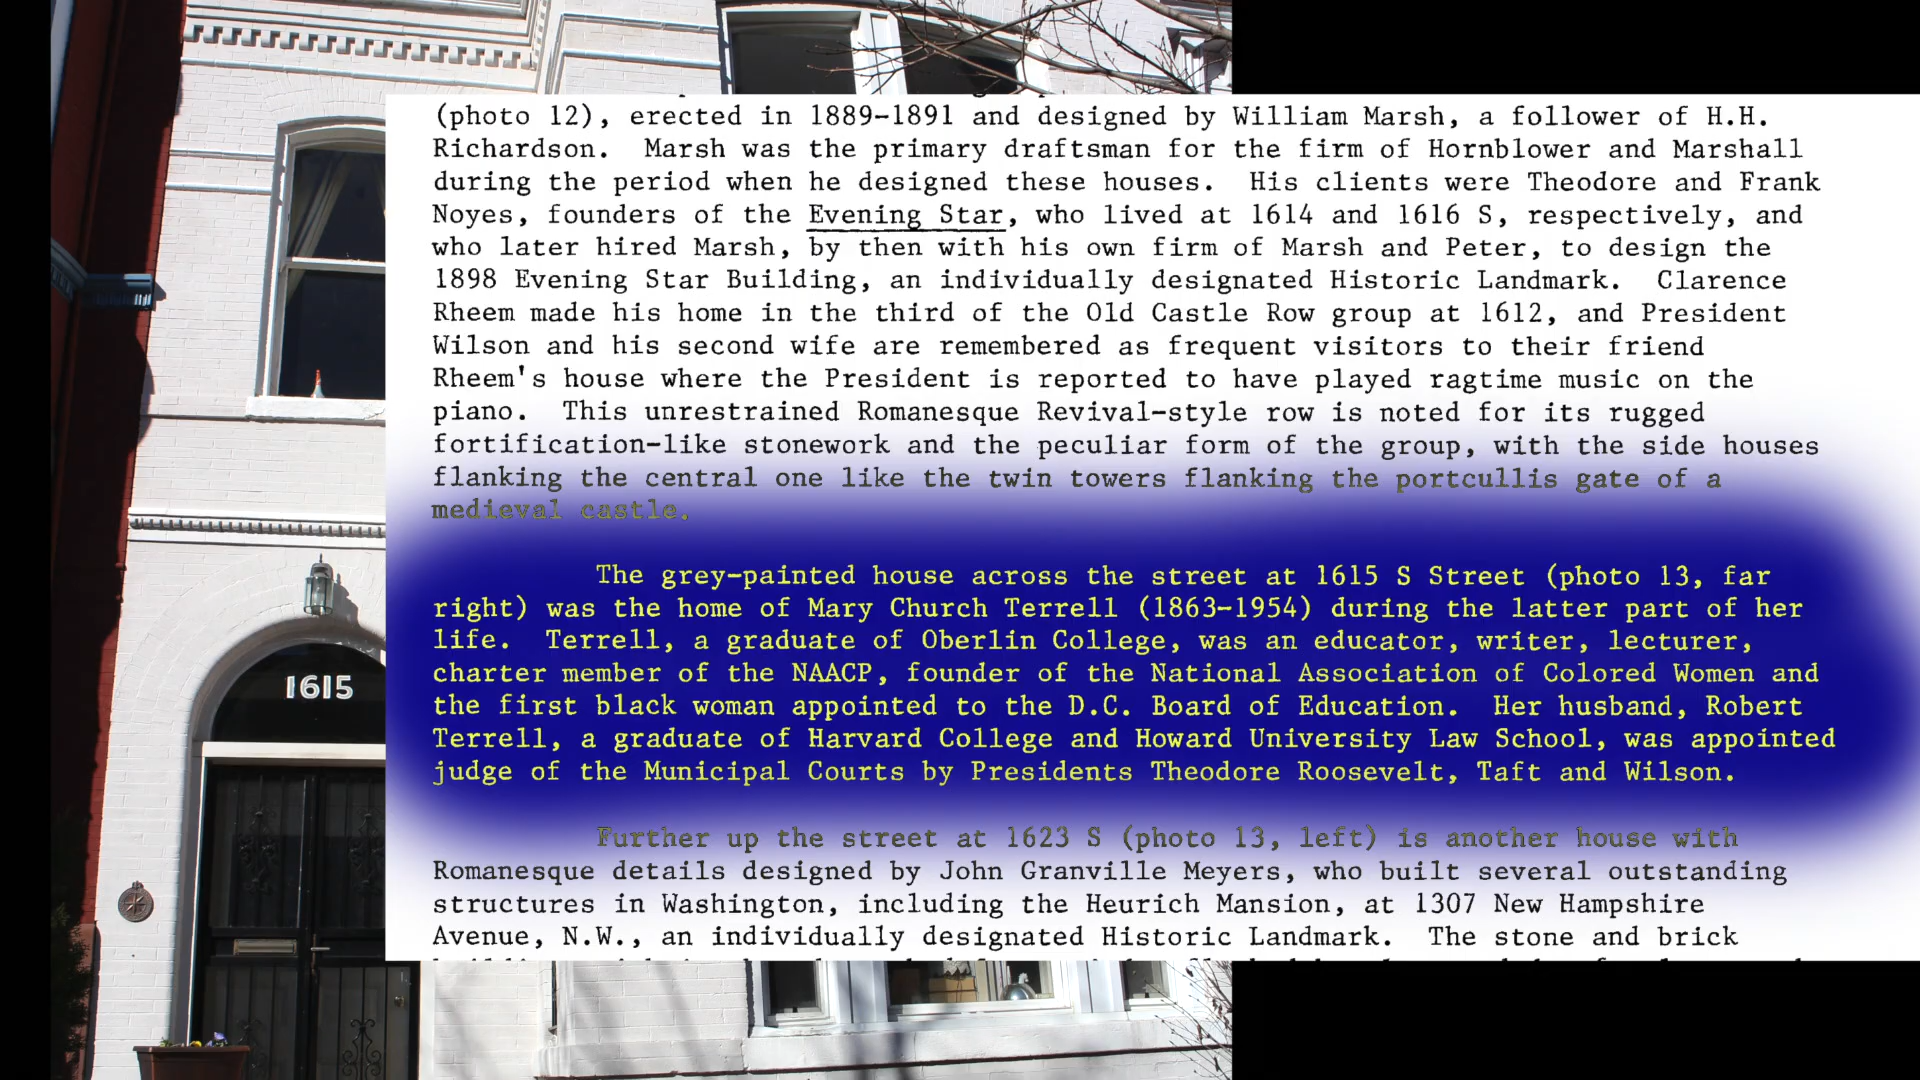 (photo 12), erected in 1889-1891 and designed by William Marsh, a follower of H.H.
Richardson. Marsh was the primary draftsman for the firm of Hornblower and Marshall
during the period when he designed these houses. His clients were Theodore and Frank
Noyes, founders of the Evening Star, who lived at 1614 and 1616 S, respectively, and
who later hired Marsh, by then with his own firm of Marsh and Peter, to design the
1898 Evening Star Building, an individually designated Historic Landmark. Clarence
Rheem made his home in the third of the Old Castle Row group at 1612, and President
Wilson and his second wife are remembered as frequent visitors to their friend
Rheem's house where the President is reported to have played ragtime music on the
piano. This unrestrained Romanesque Revival-style row is noted for its rugged
fortification-like stonework and the peculiar form of the group, with the side houses
flanking the central one like the twin towers flanking the portcullis gate of a
medieval castle.
The grey-painted house across the street at 1615 S Street (photo 13, far
right) was the home of Mary Church Terrell (1863-1954) during the latter part of her
life. Terrell, a graduate of Oberlin College, was an educator, writer, lecturer,
charter member of the NAACP, founder of the National Association of Colored Women and
the first black woman appointed to the D.C. Board of Education. Her husband, Robert
Terrell, a graduate of Harvard College and Howard University Law School, was appointed
judge of the Municipal Courts by Presidents Theodore Roosevelt, Taft and Wilson.
Further up the street at 1623 S (photo 13, left) is another house with
Romanesque details designed by John Granville Meyers, who built several outstanding
structures in Washington, including the Heurich Mansion, at 1307 New Hampshire
Avenue, N.W., an individually designated Historic Landmark. The stone and brick
1615